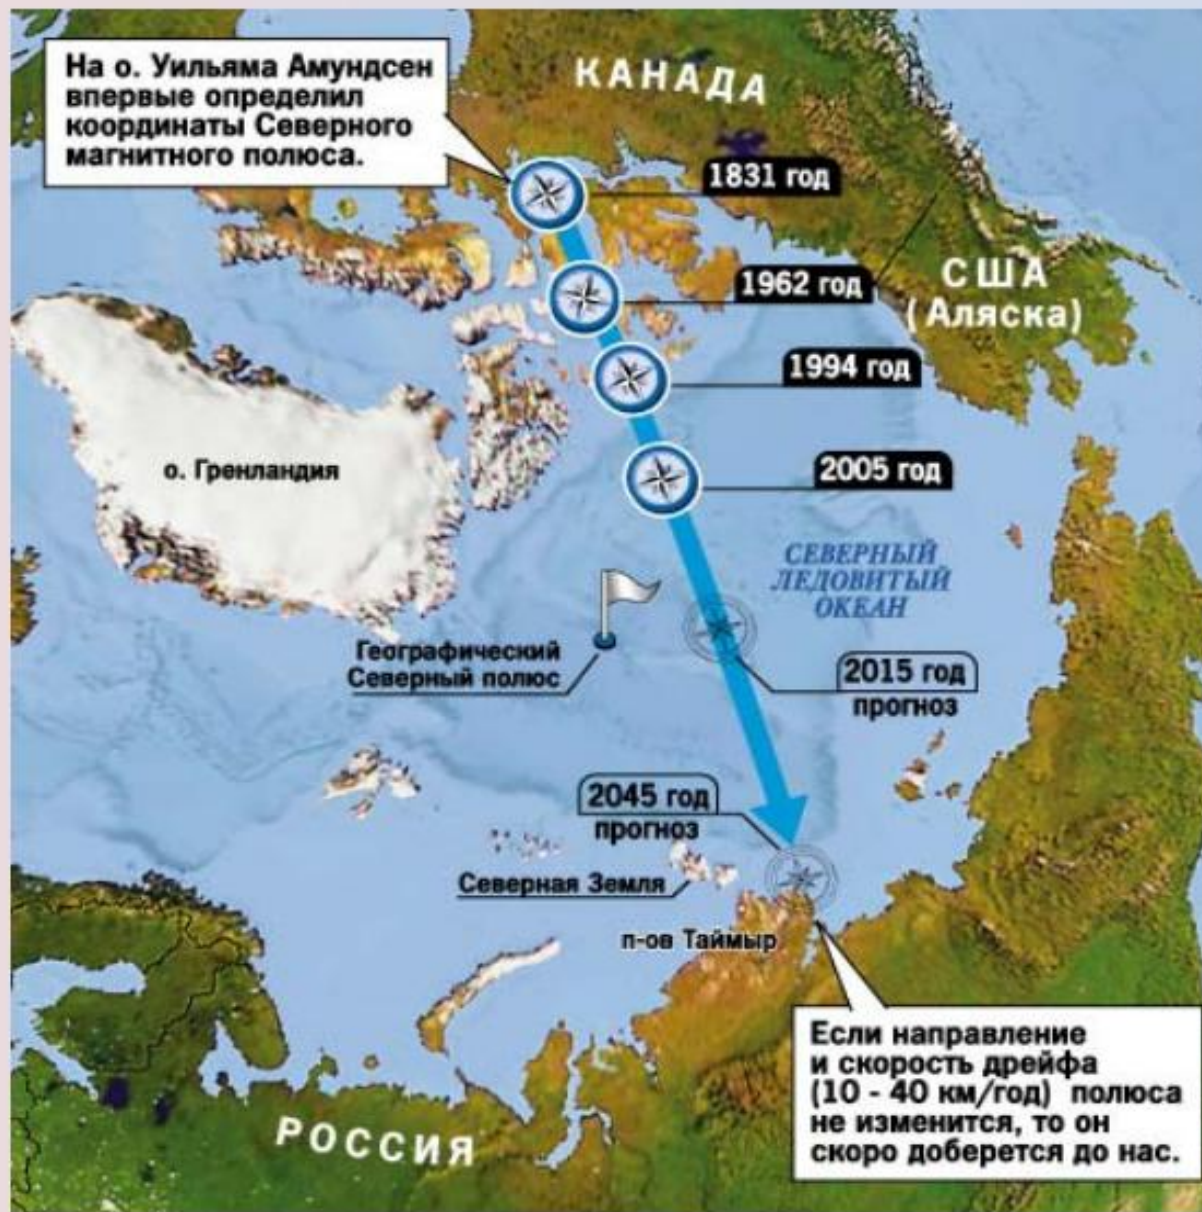 На о. Уильяма Амундсен
впервые определил
координаты Северного
магнитного полюса.
КАНАДА
1831 год
1962 год
США
(Аляска)
1994 год
2005 год
о. Гренландия
СЕВЕРНЫЙ
ЛЕДОВИТЫЙ
ОКЕАН
Географический
Северный полюс
2015 год
прогноз
2045 год
прогноз
Северная Земля
п-ов Таймыр
Если направление
и скорость дрейфа
(10 - 40 км/год) полюса
не изменится, то он
скоро доберется до нас.
РОССИЯ